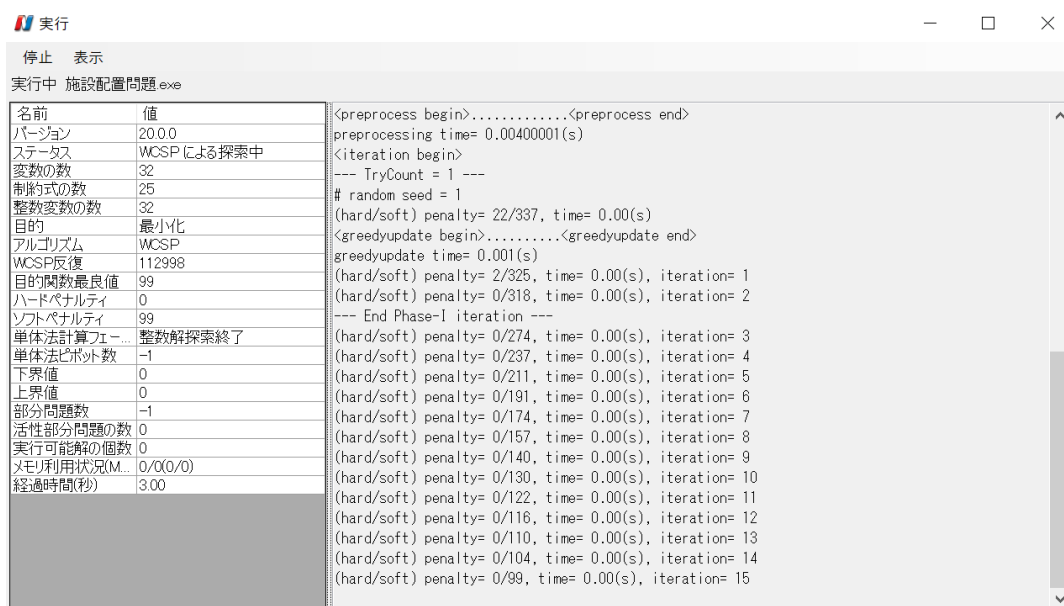 実行
停止 表示
実行中 施設配置問題.exe
名前 値
バージョン 20.0.0
ステータス WCSPによる探索中
変数の数 32
制約式の数 25
整数変数の数 32
目的 最小化
アルゴリズム WCSP
WCSP反復 112998
目的関数最良値 99
ハードペナルティ 0
ソフトペナルティ 99
単体法計算フェー... 整数解探索終了
単体法ピボット数 -1
下界値 0
上界値 0
部分問題数 -1
活性部分問題の数 0
実行可能解の個数 0
メモリ利用状況(M... 0/0(0/0)
経過時間(秒) 3.00
<preprocess begin>.............<preprocess end>
preprocessing time= 0.00400001(s)
<iteration begin>
--- TryCount = 1 ---
# random seed = 1
(hard/soft) penalty= 22/337, time= 0.00(s)
<greedyupdate begin>..........<greedyupdate end>
greedyupdate time= 0.001(s)
(hard/soft) penalty= 2/325, time= 0.00(s), iteration= 1
(hard/soft) penalty= 0/318, time= 0.00(s), iteration= 2
--- End Phase-I iteration ---
(hard/soft) penalty= 0/274, time= 0.00(s), iteration= 3
(hard/soft) penalty= 0/237, time= 0.00(s), iteration= 4
(hard/soft) penalty= 0/211, time= 0.00(s), iteration= 5
(hard/soft) penalty= 0/191, time= 0.00(s), iteration= 6
(hard/soft) penalty= 0/174, time= 0.00(s), iteration= 7
(hard/soft) penalty= 0/157, time= 0.00(s), iteration= 8
(hard/soft) penalty= 0/140, time= 0.00(s), iteration= 9
(hard/soft) penalty= 0/130, time= 0.00(s), iteration= 10
(hard/soft) penalty= 0/122, time= 0.00(s), iteration= 11
(hard/soft) penalty= 0/116, time= 0.00(s), iteration= 12
(hard/soft) penalty= 0/110, time= 0.00(s), iteration= 13
(hard/soft) penalty= 0/104, time= 0.00(s), iteration= 14
(hard/soft) penalty= 0/99, time= 0.00(s), iteration= 15